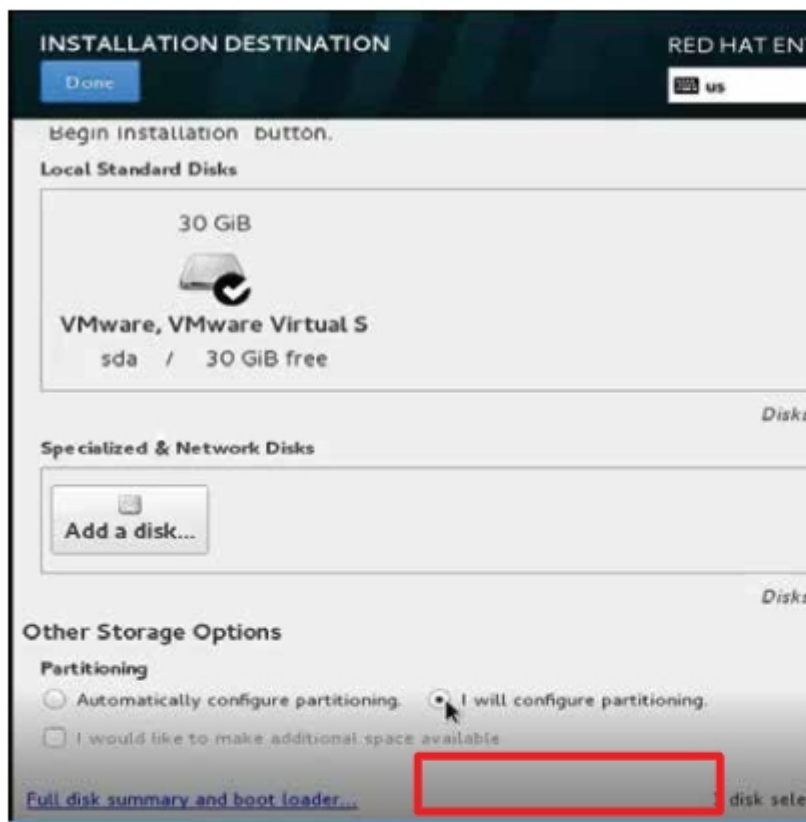 INSTALLATION DESTINATION
RED HAT EN
Done
us
Begin Installation button.
Local Standard Disks
30 GiB
VMware, VMware Virtual S
sda / 30 GiB free
Disks
Specialized & Network Disks
Add a disk...
Disks
Other Storage Options
Partitioning
Automatically configure partitioning. I will configure partitioning.
I would like to make additional space available
Full disk summary and boot loader... disk sele